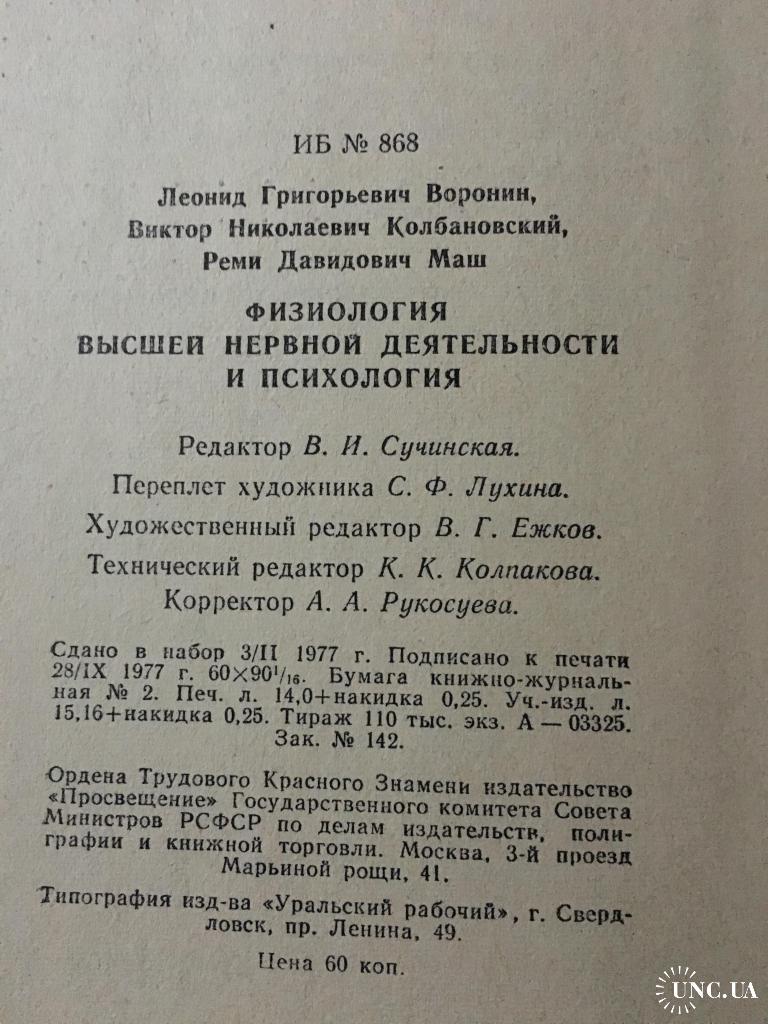 ИБ № 868
Леонид Григорьевич Воронин,
Виктор Николаевич Колбановский,
Реми Давидович Маш
ФИЗИОЛОГИЯ
ВЫСШЕЙ НЕРВНОЙ ДЕЯТЕЛЬНОСТИ
И ПСИХОЛОГИЯ
Редактор В. И. Сучинская.
Переплет художника С. Ф. Лухина.
Художественный редактор В. Г. Ежков.
Технический редактор К. К. Колпакова.
Корректор А. А. Рукосуева.
Сдано в набор 3/II 1977 г. Подписано к печати
28/IX 1977 г. 60×90¹/₁₆. Бумага книжно-журналь-
ная № 2. Печ. л. 14,0+накидка 0,25. Уч.-изд. л.
15,16+накидка 0,25. Тираж 110 тыс. экз. А — 03325.
Зак. № 142.
Ордена Трудового Красного Знамени издательство
«Просвещение» Государственного комитета Совета
Министров РСФСР по делам издательств, поли-
графии и книжной торговли. Москва, 3-й проезд
Марьиной рощи, 41.
Типография изд-ва «Уральский рабочий», г. Сверд-
ловск, пр. Ленина, 49.
Цена 60 коп.
UNC.UA